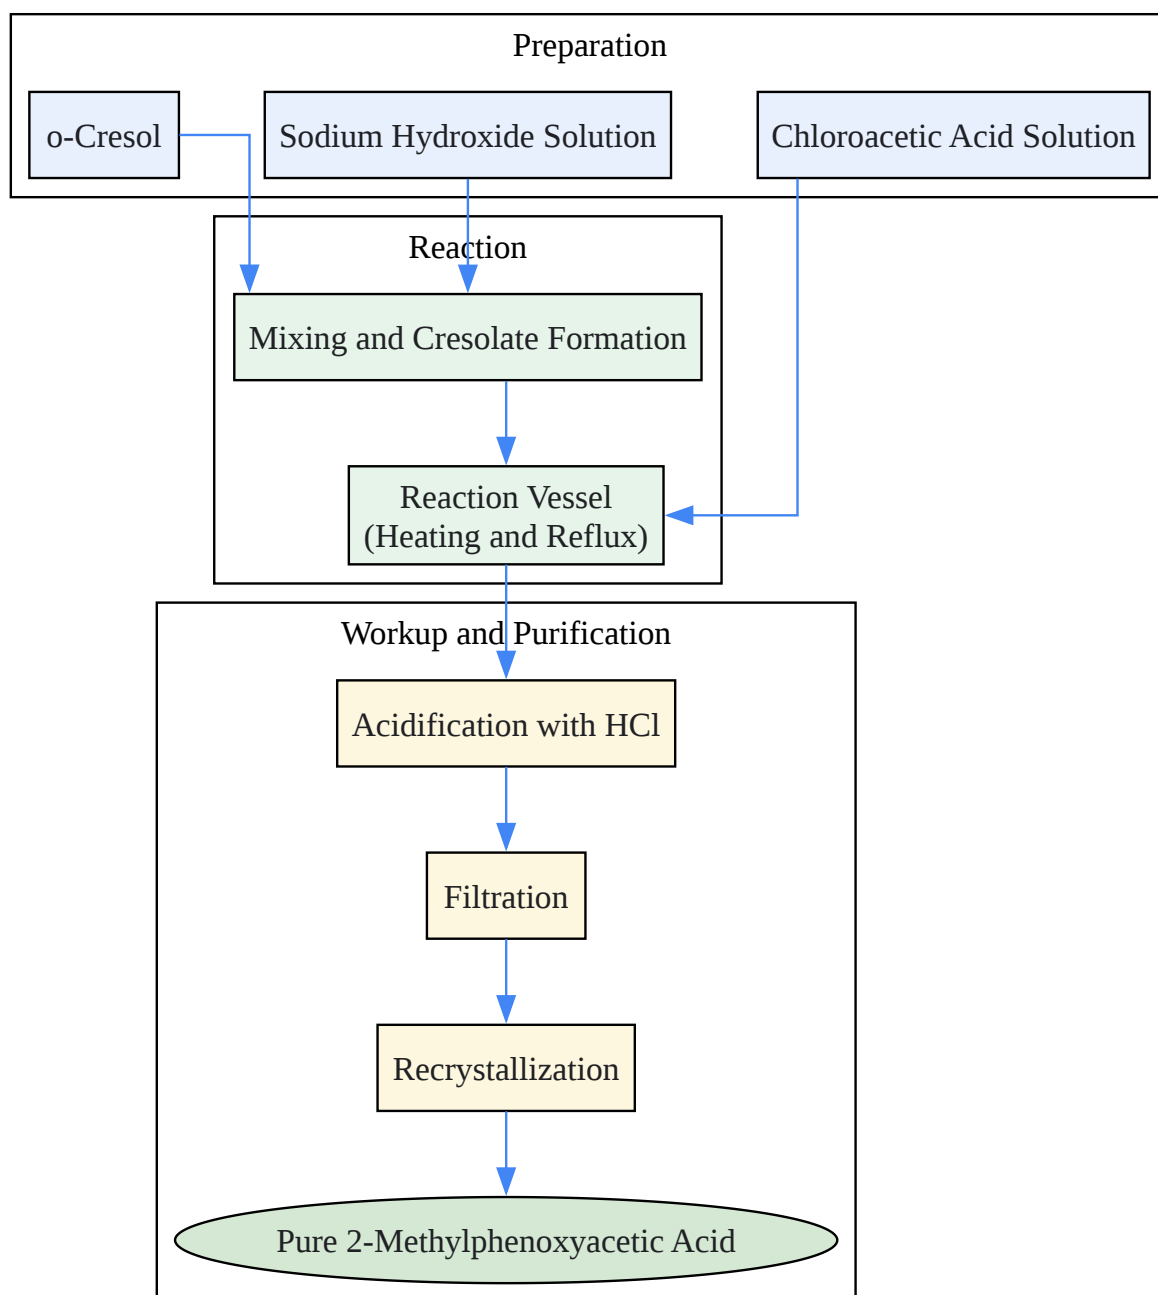 Preparation
o-Cresol
Sodium Hydroxide Solution
Chloroacetic Acid Solution
Reaction
Mixing and Cresolate Formation
Reaction Vessel
(Heating and Reflux)
Workup and Purification
Acidification with HCl
Filtration
Recrystallization
Pure 2-Methylphenoxyacetic Acid